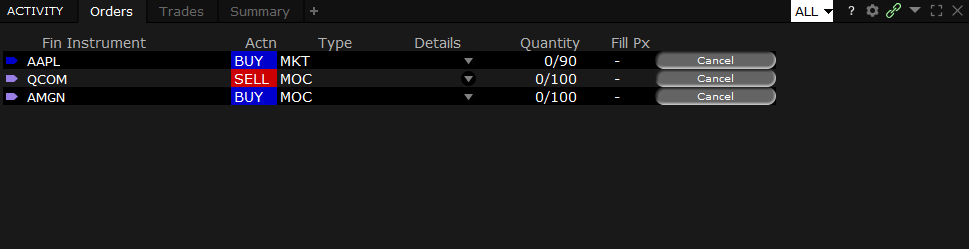 ACTIVITY Orders Trades Summary + ALL ?
Fin Instrument Actn Type Details Quantity Fill Px
AAPL BUY MKT 0/90 - Cancel
QCOM SELL MOC 0/100 - Cancel
AMGN BUY MOC 0/100 - Cancel